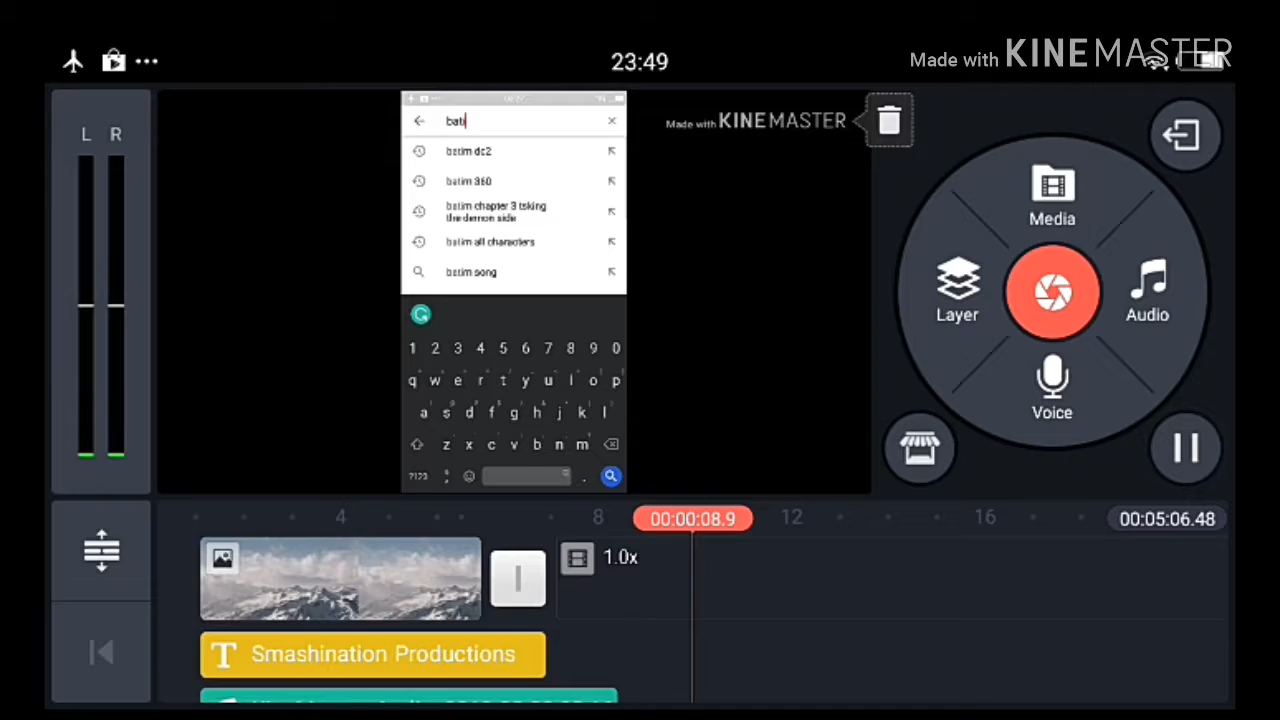 23:49
Made with KINEMASTER
L R
bati
batim dc2
batim 360
batim chapter 3 tsking
the demon side
batim all characters
batim song
Made with KINEMASTER
1 2 3 4 5 6 7 8 9 0
q w e r t y u i o p
a s d f g h j k l
z x c v b n m
?123
Media
Layer
Audio
Voice
4
8
00:00:08.9
12
16
00:05:06.48
1.0x
T Smashination Productions